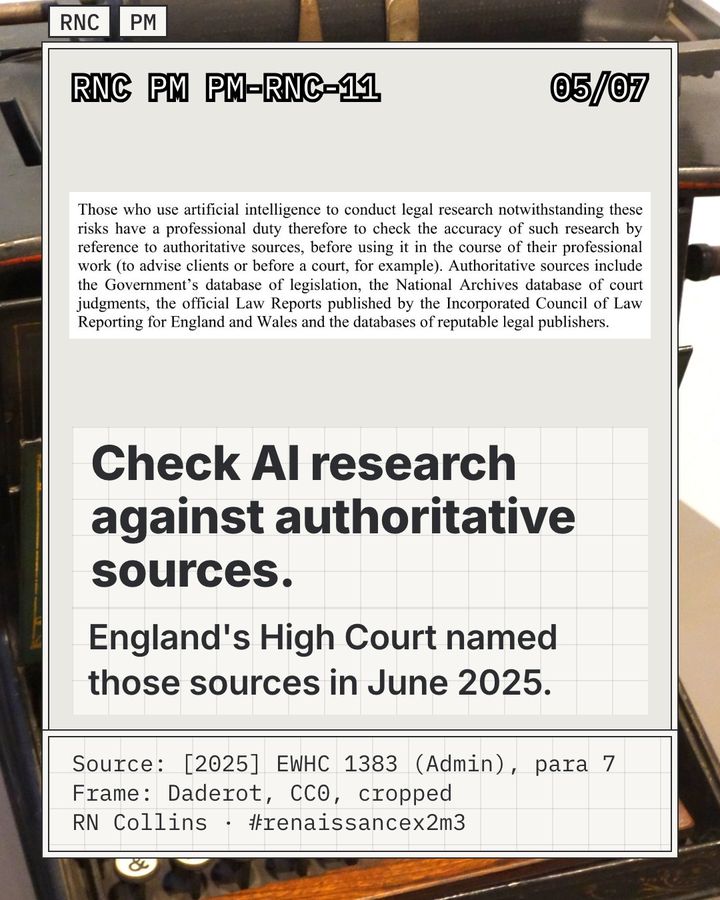 RNC PM
RNC PM PM-RNC-11 05/07
Those who use artificial intelligence to conduct legal research notwithstanding these
risks have a professional duty therefore to check the accuracy of such research by
reference to authoritative sources, before using it in the course of their professional
work (to advise clients or before a court, for example). Authoritative sources include
the Government’s database of legislation, the National Archives database of court
judgments, the official Law Reports published by the Incorporated Council of Law
Reporting for England and Wales and the databases of reputable legal publishers.
Check AI research
against authoritative
sources.
England's High Court named
those sources in June 2025.
Source: [2025] EWHC 1383 (Admin), para 7
Frame: Daderot, CC0, cropped
RN Collins · #renaissancex2m3
&